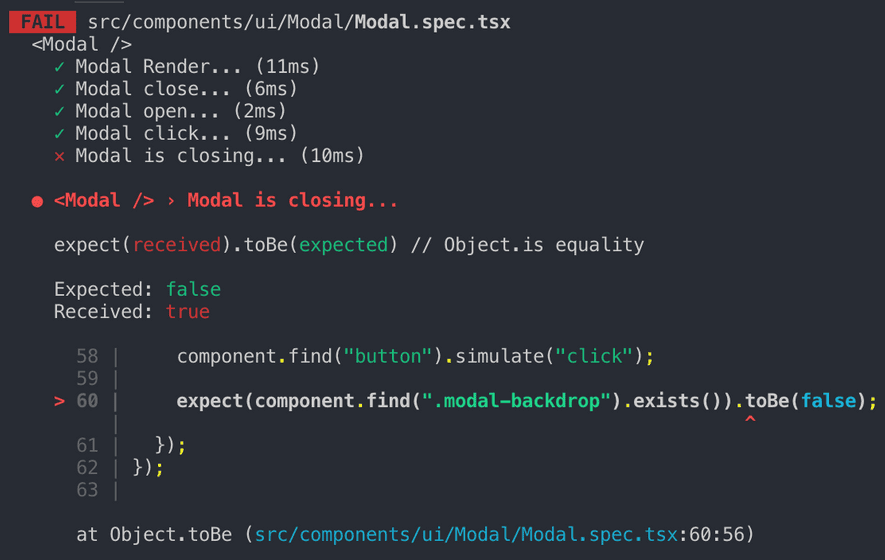 FAIL src/components/ui/Modal/Modal.spec.tsx
<Modal />
✓ Modal Render... (11ms)
✓ Modal close... (6ms)
✓ Modal open... (2ms)
✓ Modal click... (9ms)
✕ Modal is closing... (10ms)
● <Modal /> › Modal is closing...
expect(received).toBe(expected) // Object.is equality
Expected: false
Received: true
58 |     component.find("button").simulate("click");
59 |
> 60 |     expect(component.find(".modal-backdrop").exists()).toBe(false);
|                                                         ^
61 |   });
62 | });
63 |
at Object.toBe (src/components/ui/Modal/Modal.spec.tsx:60:56)